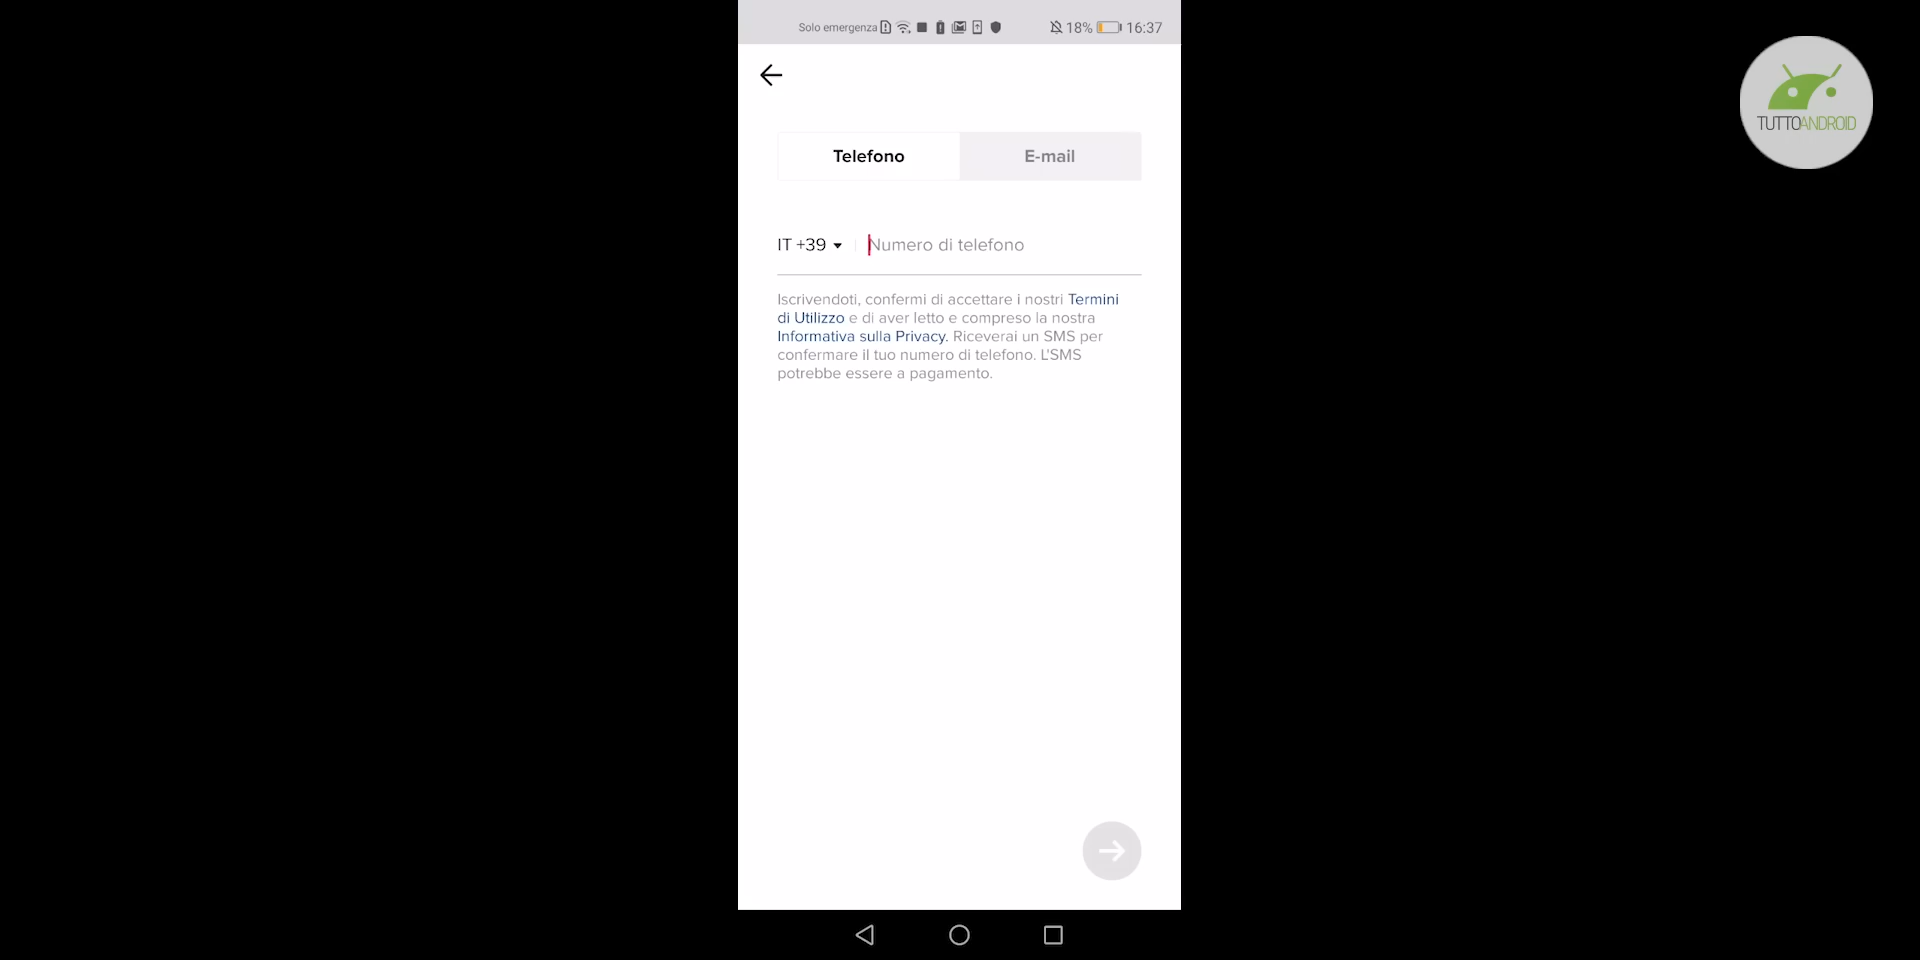 Solo emergenza 18% 16:37
TUTTOANDROID
Telefono E-mail
IT +39 Numero di telefono
Iscrivendoti, confermi di accettare i nostri Termini
di Utilizzo e di aver letto e compreso la nostra
Informativa sulla Privacy. Riceverai un SMS per
confermare il tuo numero di telefono. L'SMS
potrebbe essere a pagamento.